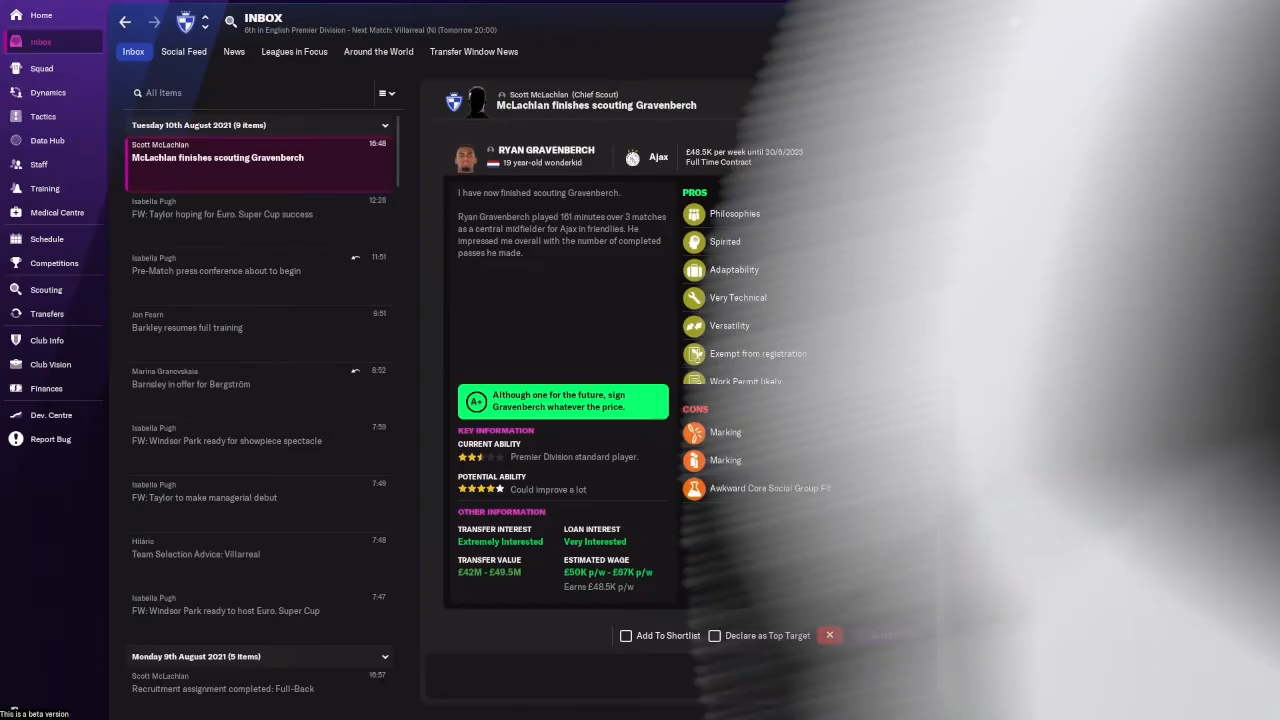 Home
Inbox
Squad
Dynamics
Tactics
Data Hub
Staff
Training
Medical Centre
Schedule
Competitions
Scouting
Transfers
Club Info
Club Vision
Finances
Dev. Centre
Report Bug
This is a beta version
INBOX
6th in English Premier Division - Next Match: Villarreal (N) (Tomorrow 20:00)
Inbox Social Feed News Leagues in Focus Around the World Transfer Window News
All Items
Tuesday 10th August 2021 (9 items)
Scott McLachlan 16:48
McLachlan finishes scouting Gravenberch
Isabella Pugh 12:28
FW: Taylor hoping for Euro. Super Cup success
Isabella Pugh 11:51
Pre-Match press conference about to begin
Jon Fearn 9:51
Barkley resumes full training
Marina Granovskaia 8:52
Barnsley in offer for Bergström
Isabella Pugh 7:59
FW: Windsor Park ready for showpiece spectacle
Isabella Pugh 7:49
FW: Taylor to make managerial debut
Hilário 7:48
Team Selection Advice: Villarreal
Isabella Pugh 7:47
FW: Windsor Park ready to host Euro. Super Cup
Monday 9th August 2021 (5 items)
Scott McLachlan 16:57
Recruitment assignment completed: Full-Back
Scott McLachlan (Chief Scout)
McLachlan finishes scouting Gravenberch
RYAN GRAVENBERCH
19 year-old wonderkid
Ajax
£48.5K per week until 30/6/2023
Full Time Contract
I have now finished scouting Gravenberch.
Ryan Gravenberch played 161 minutes over 3 matches
as a central midfielder for Ajax in friendlies. He
impressed me overall with the number of completed
passes he made.
A+
Although one for the future, sign
Gravenberch whatever the price.
KEY INFORMATION
CURRENT ABILITY
Premier Division standard player.
POTENTIAL ABILITY
Could improve a lot
OTHER INFORMATION
TRANSFER INTEREST LOAN INTEREST
Extremely Interested Very Interested
TRANSFER VALUE ESTIMATED WAGE
£42M - £49.5M £50K p/w - £67K p/w
Earns £48.5K p/w
PROS
Philosophies
Spirited
Adaptability
Very Technical
Versatility
Exempt from registration
Work Permit likely
CONS
Marking
Marking
Awkward Core Social Group Fit
Add To Shortlist Declare as Top Target